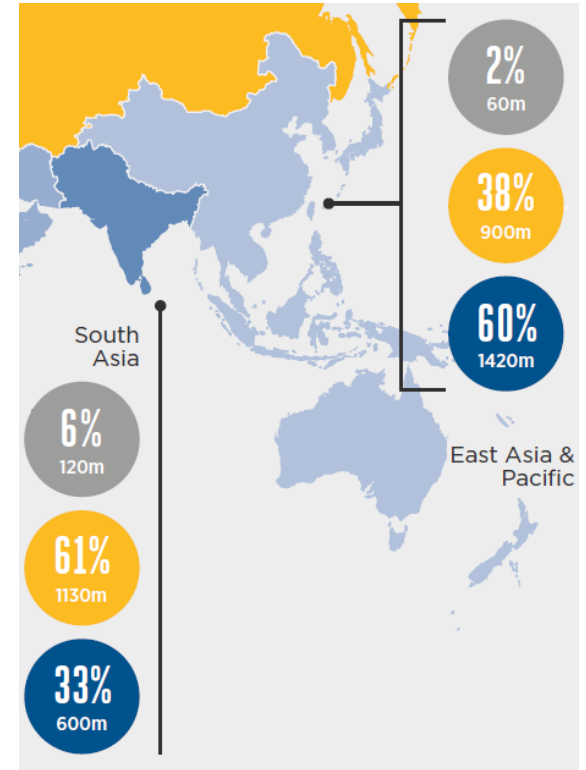 2%
60m
38%
900m
60%
1420m
East Asia &
Pacific
South
Asia
6%
120m
61%
1130m
33%
600m